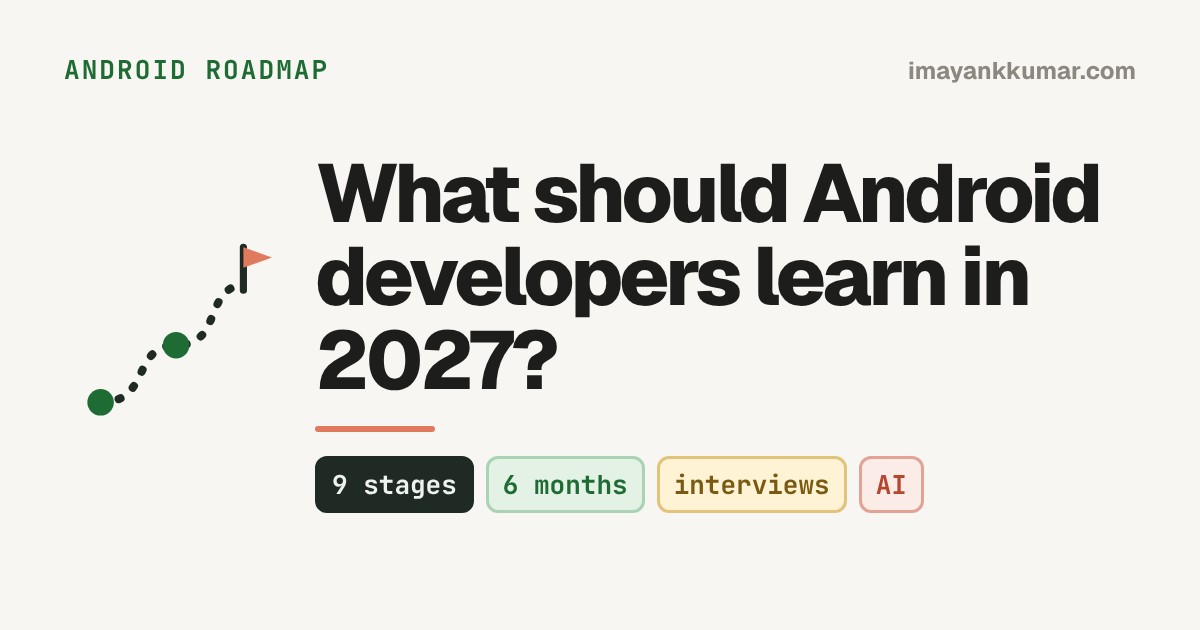 ANDROID ROADMAP
imayankkumar.com
What should Android
developers learn in
2027?
9 stages
6 months
interviews
AI